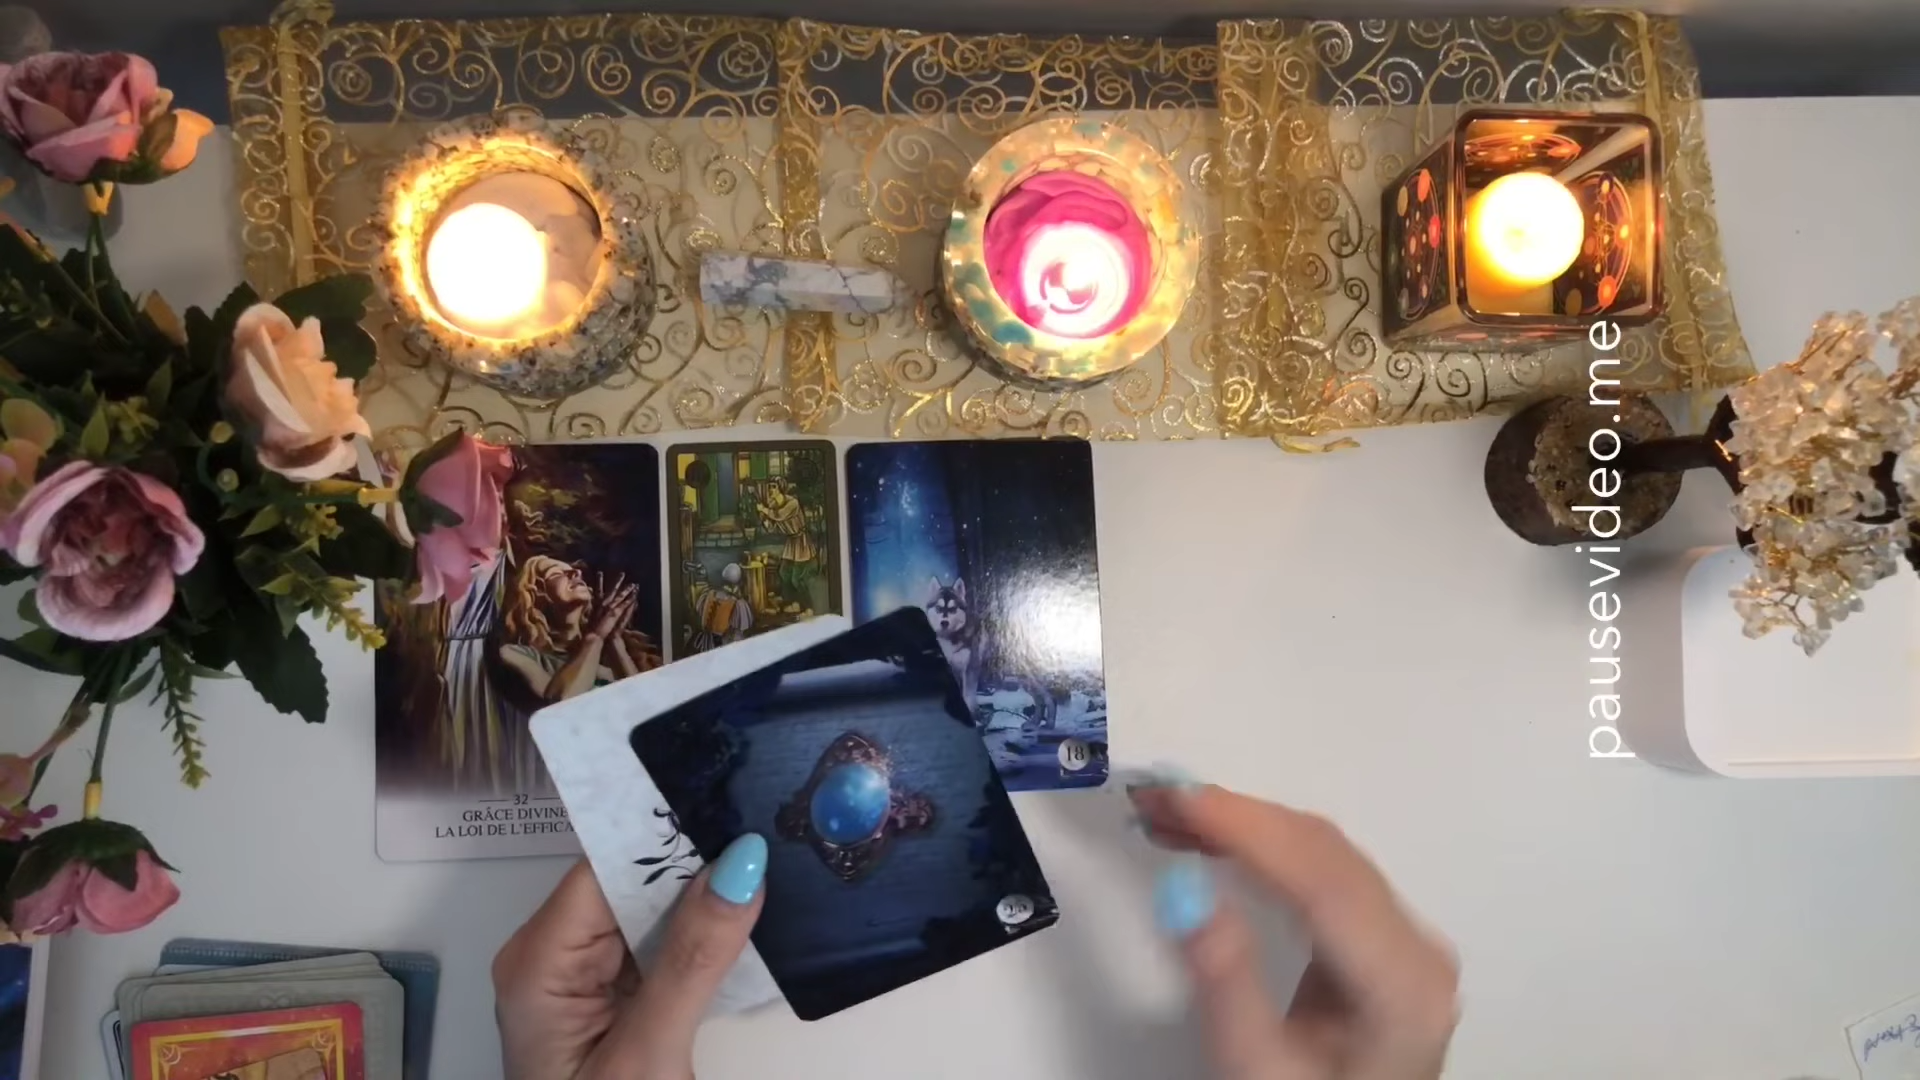 pausevideo.me
18
32
GRÂCE DIVINE
LA LOI DE L'EFFICA